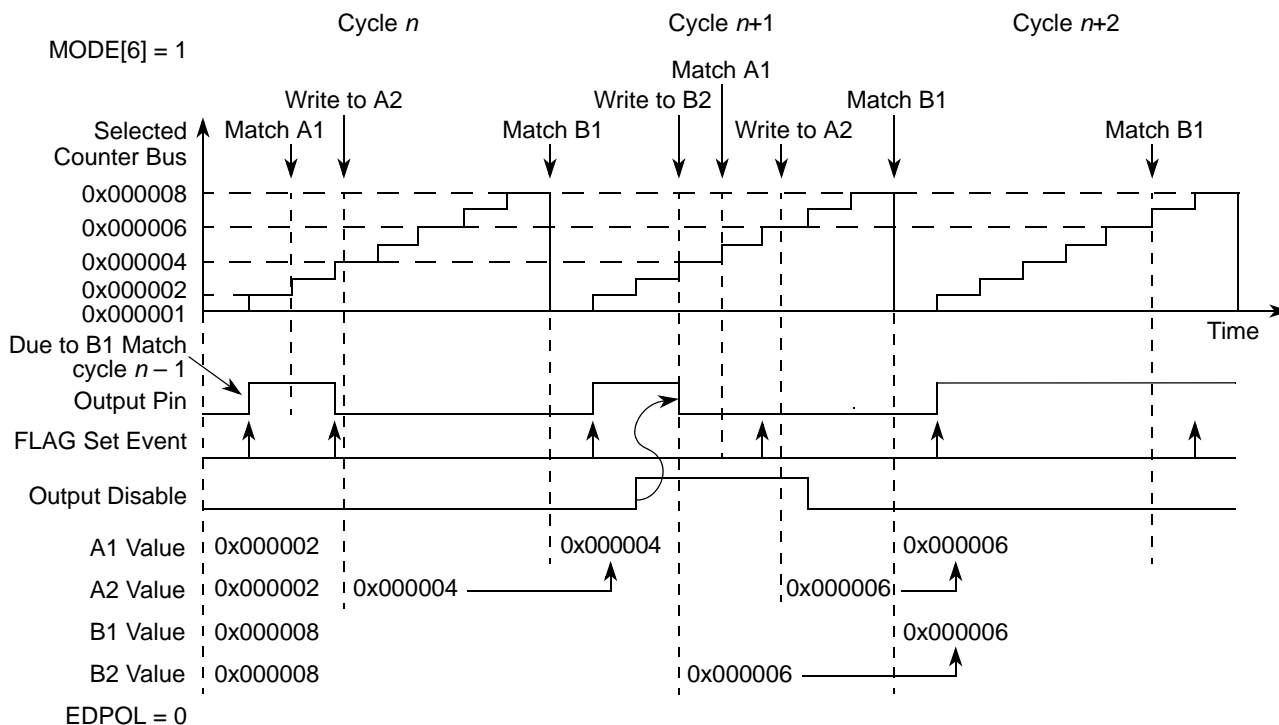 Cycle n
Cycle n+1
Cycle n+2
MODE[6] = 1
Match A1
Write to A2
Write to B2
Match B1
Selected
Counter Bus
Match A1
Match B1
Write to A2
Match B1
0x000008
0x000006
0x000004
0x000002
0x000001
Time
Due to B1 Match
cycle n – 1
Output Pin
FLAG Set Event
Output Disable
A1 Value
0x000002
0x000004
0x000006
A2 Value
0x000002
0x000004
0x000006
B1 Value
0x000008
0x000006
B2 Value
0x000008
0x000006
EDPOL = 0